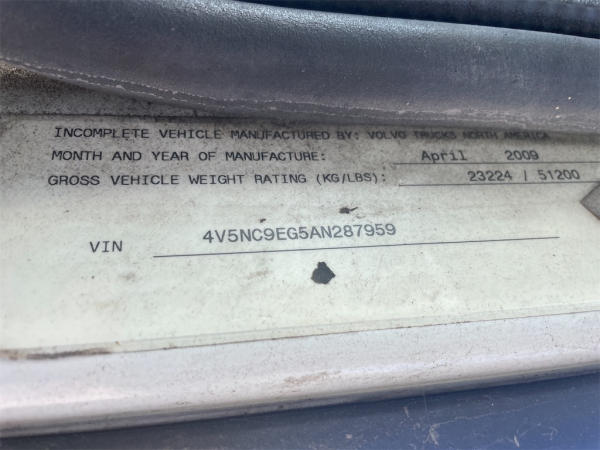 INCOMPLETE VEHICLE MANUFACTURED BY: VOLVO TRUCKS NORTH AMERICA
MONTH AND YEAR OF MANUFACTURE: April 2009
GROSS VEHICLE WEIGHT RATING (KG/LBS): 23224 / 51200
VIN 4V5NC9EG5AN287959